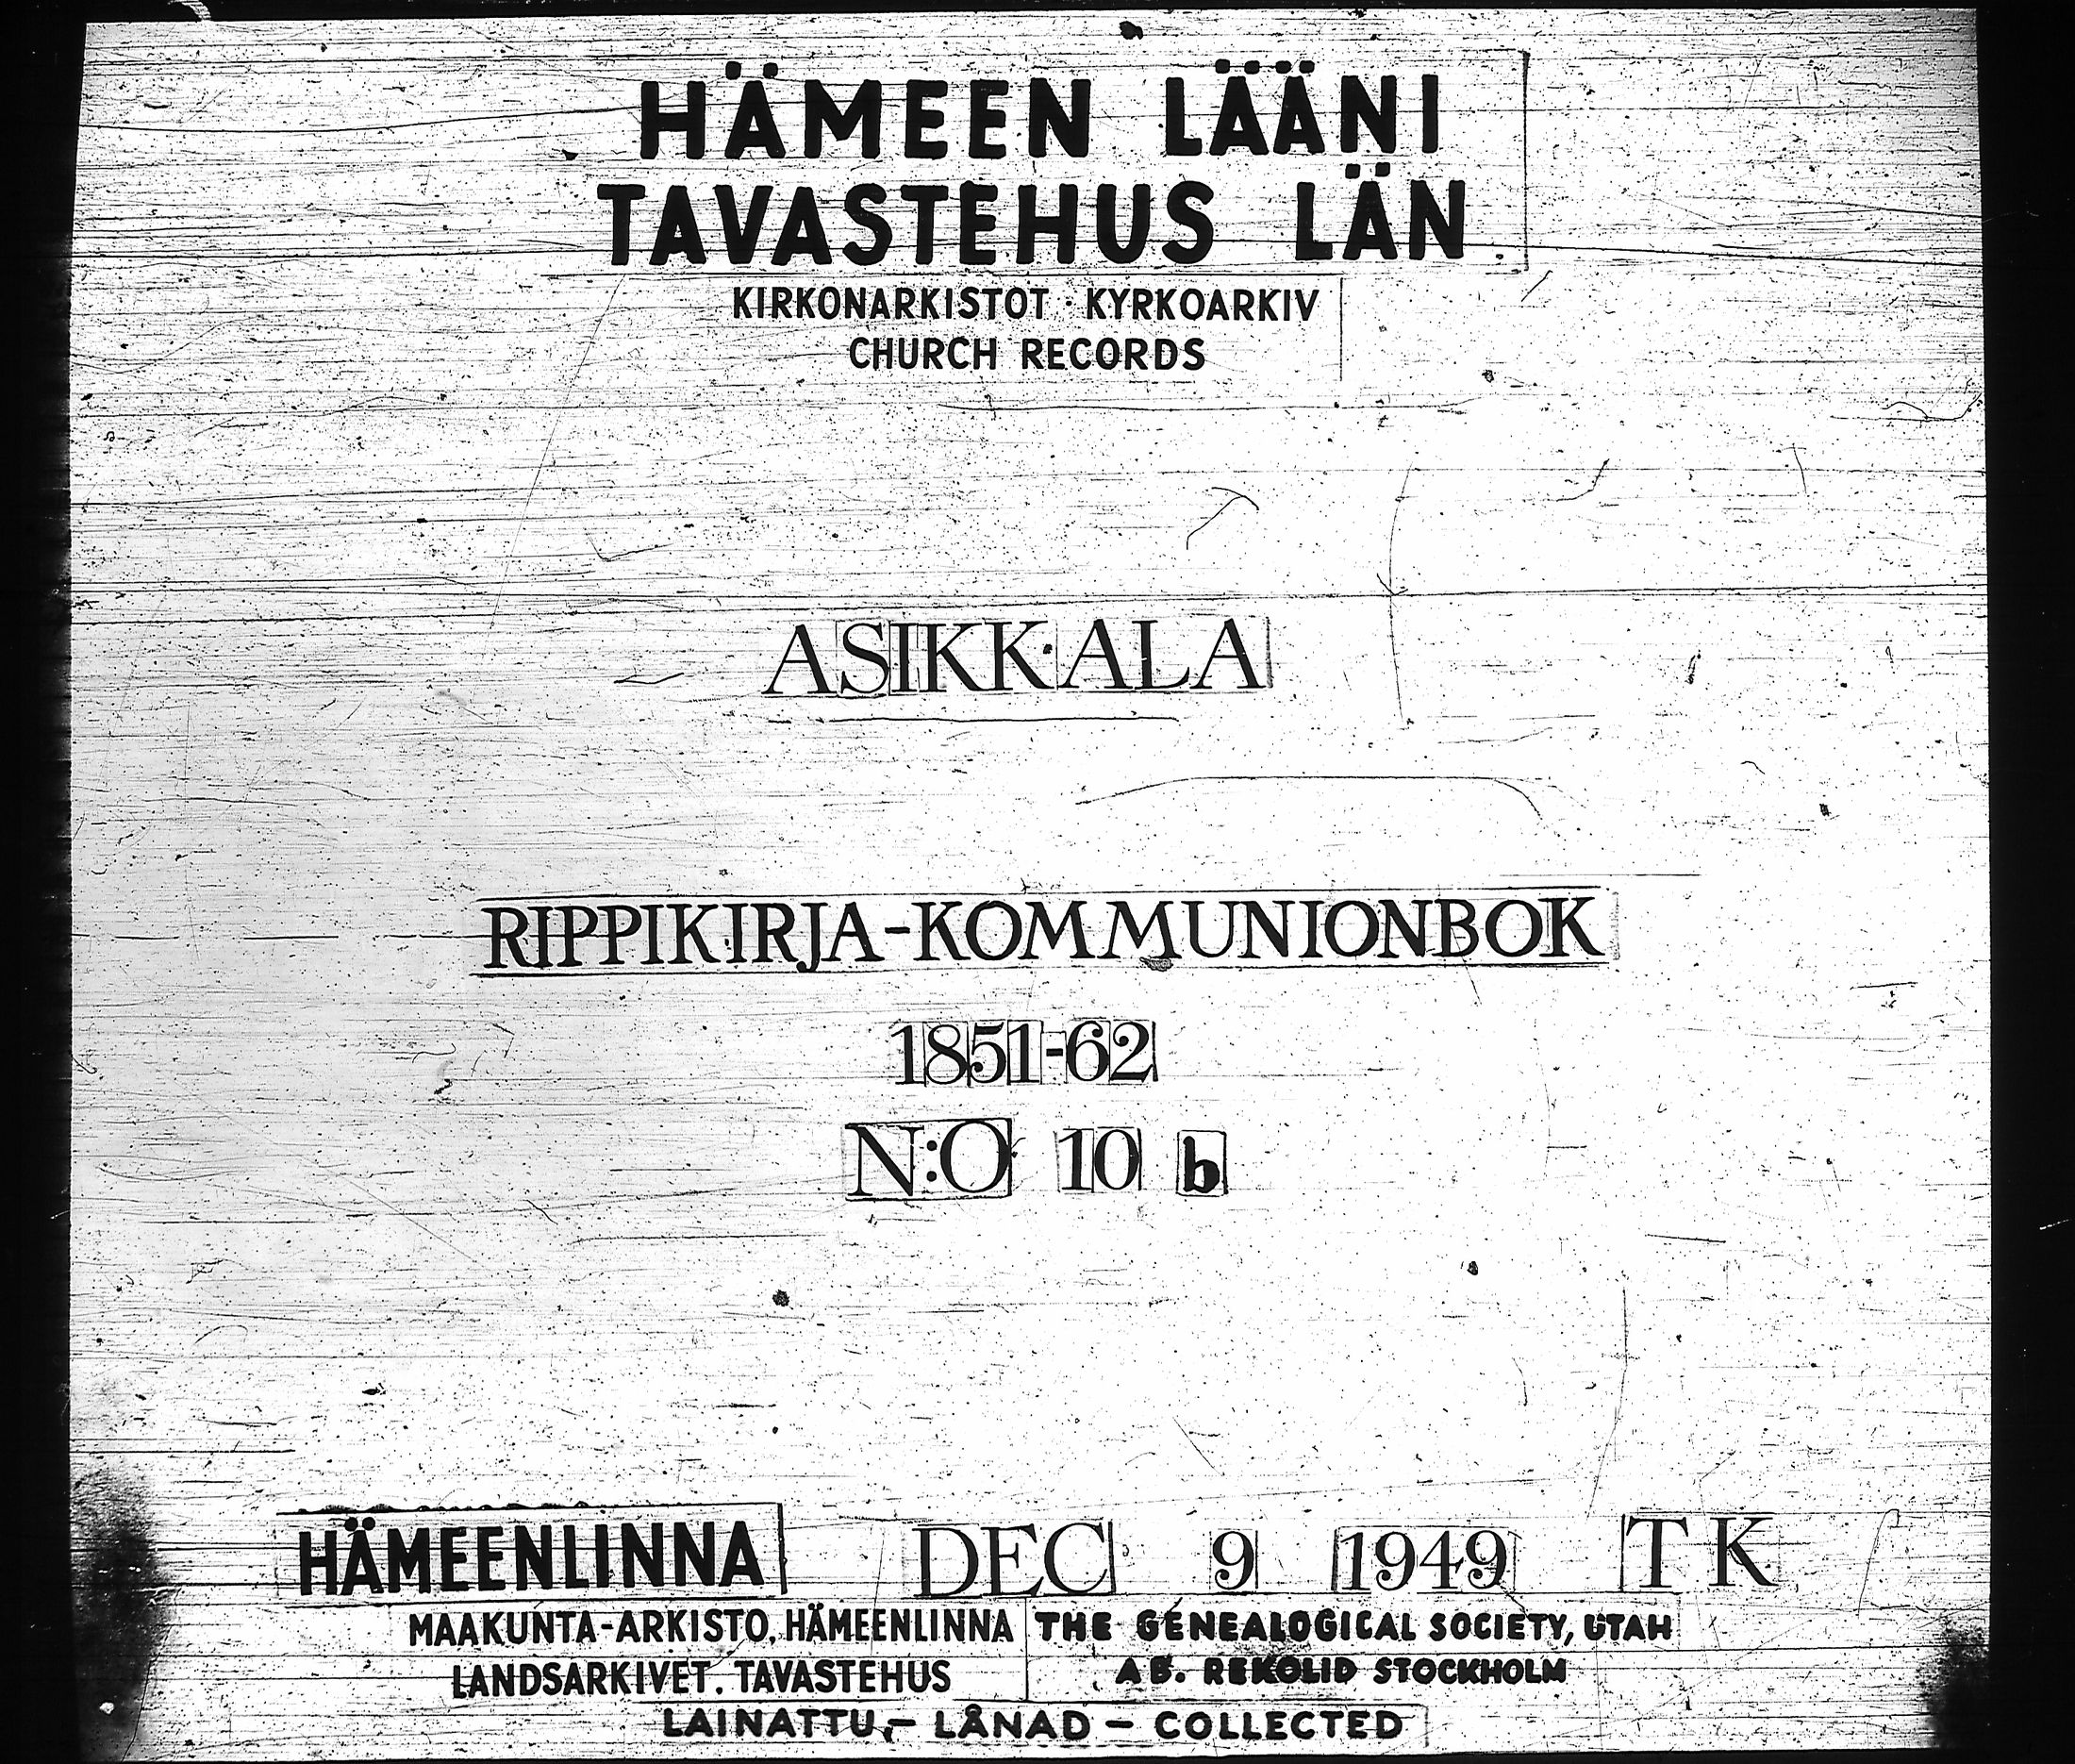 HÄMEEN LÄÄNI
TAVASTEHUS LÄN
KIRKONARKISTOT · KYRKOARKIV
CHURCH RECORDS
ASIKKALA
RIPPIKIRJA-KOMMUNIONBOK
1851-62
N:O 10 b
HÄMEENLINNA DEC 9 1949 TK
MAAKUNTA-ARKISTO, HÄMEENLINNA
LANDSARKIVET. TAVASTEHUS
THE GENEALOGICAL SOCIETY, UTAH
AB. REKOLID STOCKHOLM
LAINATTU - LÅNAD - COLLECTED